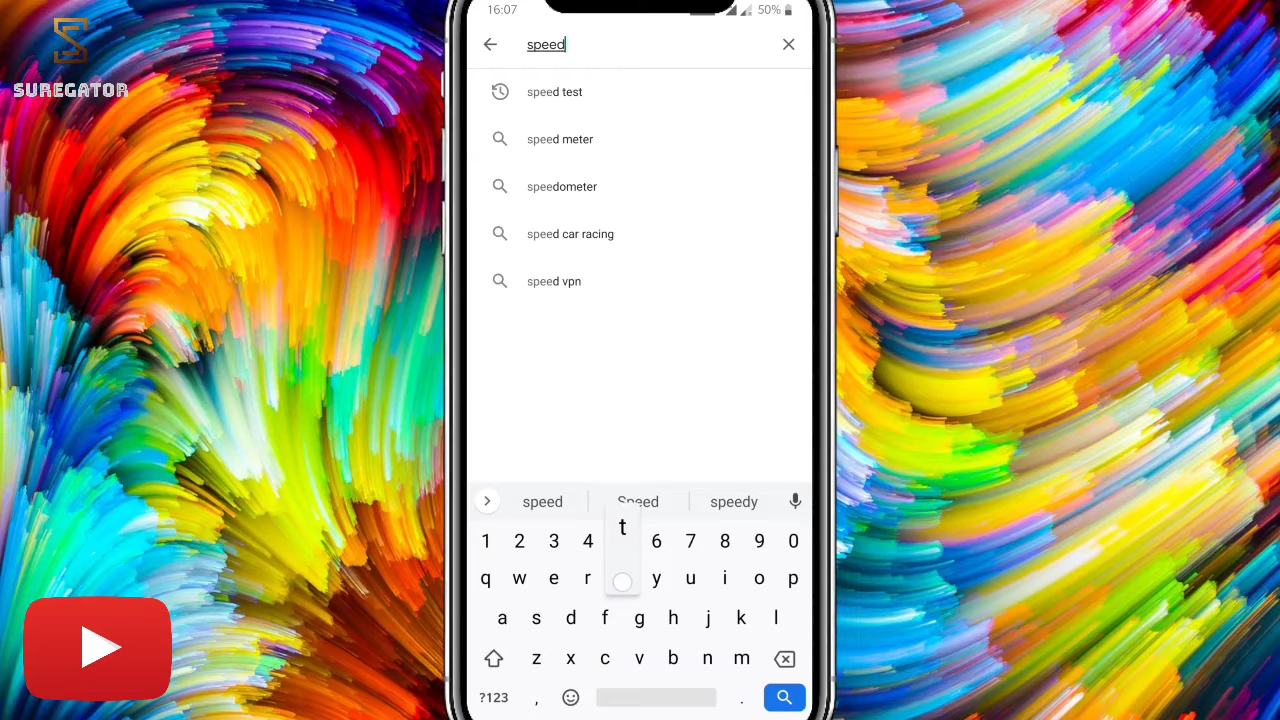 SUREGATOR
16:07
50%
speed
speed test
speed meter
speedometer
speed car racing
speed vpn
speed Speed speedy
t
1 2 3 4 6 7 8 9 0
q w e r y u i o p
a s d f g h j k l
z x c v b n m
?123 , .